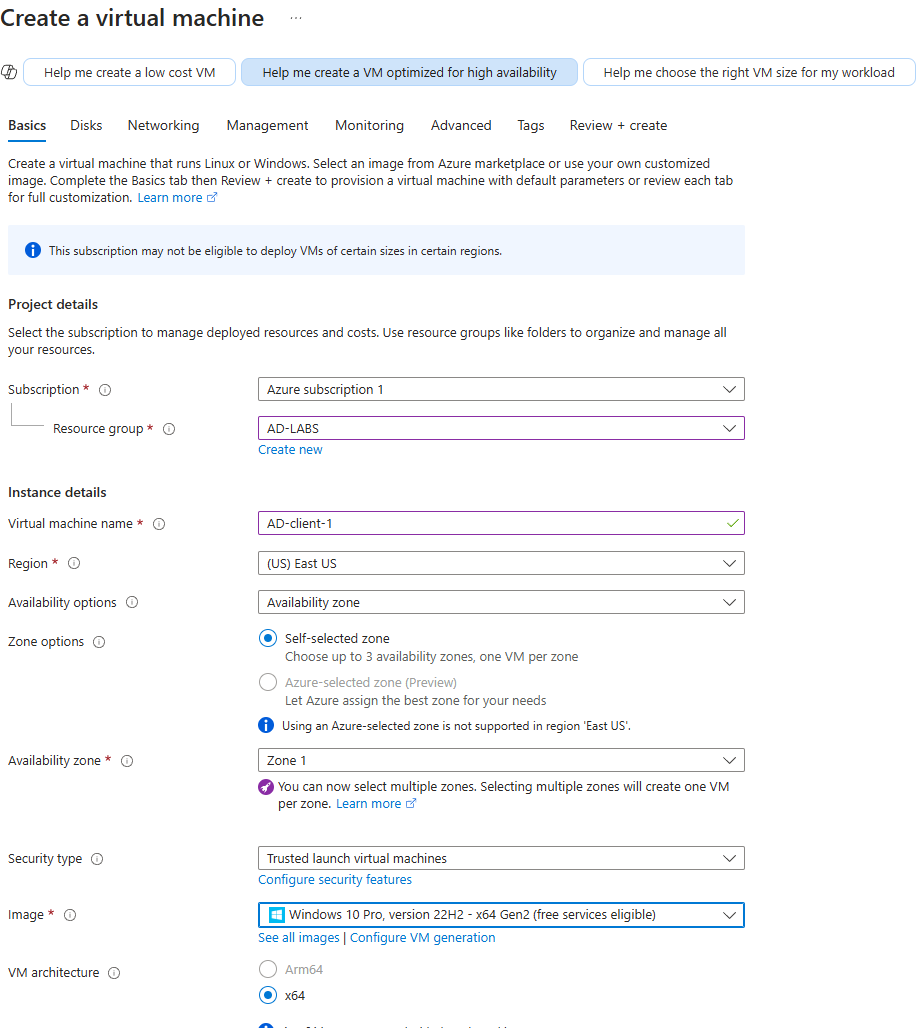 Create a virtual machine ...
Help me create a low cost VM
Help me create a VM optimized for high availability
Help me choose the right VM size for my workload
Basics
Disks
Networking
Management
Monitoring
Advanced
Tags
Review + create
Create a virtual machine that runs Linux or Windows. Select an image from Azure marketplace or use your own customized
image. Complete the Basics tab then Review + create to provision a virtual machine with default parameters or review each tab
for full customization. Learn more
This subscription may not be eligible to deploy VMs of certain sizes in certain regions.
Project details
Select the subscription to manage deployed resources and costs. Use resource groups like folders to organize and manage all
your resources.
Subscription *
Azure subscription 1
Resource group *
AD-LABS
Create new
Instance details
Virtual machine name *
AD-client-1
Region *
(US) East US
Availability options
Availability zone
Zone options
Self-selected zone
Choose up to 3 availability zones, one VM per zone
Azure-selected zone (Preview)
Let Azure assign the best zone for your needs
Using an Azure-selected zone is not supported in region 'East US'.
Availability zone *
Zone 1
You can now select multiple zones. Selecting multiple zones will create one VM
per zone. Learn more
Security type
Trusted launch virtual machines
Configure security features
Image *
Windows 10 Pro, version 22H2 - x64 Gen2 (free services eligible)
See all images | Configure VM generation
VM architecture
Arm64
x64